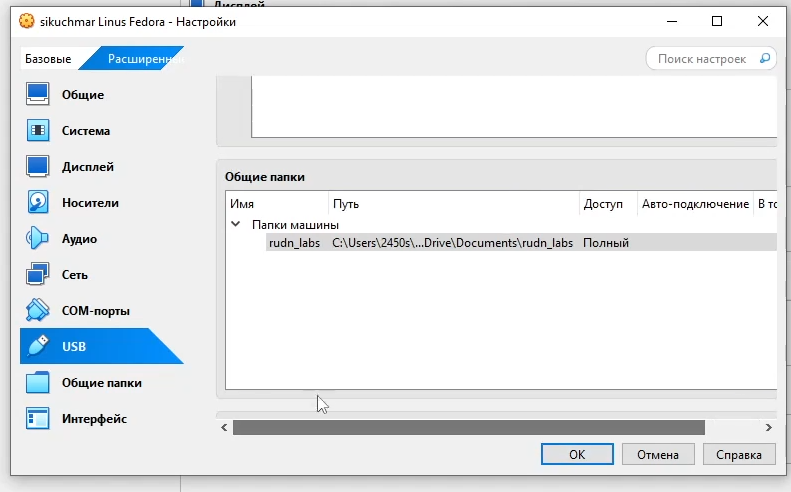 Дисплей
sikuchmar Linus Fedora - Настройки
Базовые
Расширенн
Поиск настроек
Общие
Система
Дисплей
Носители
Аудио
Сеть
COM-порты
USB
Общие папки
Интерфейс
Общие папки
Имя Путь Доступ Авто-подключение В то
Папки машины
rudn_labs C:\Users\2450s\...Drive\Documents\rudn_labs Полный
OK Отмена Справка